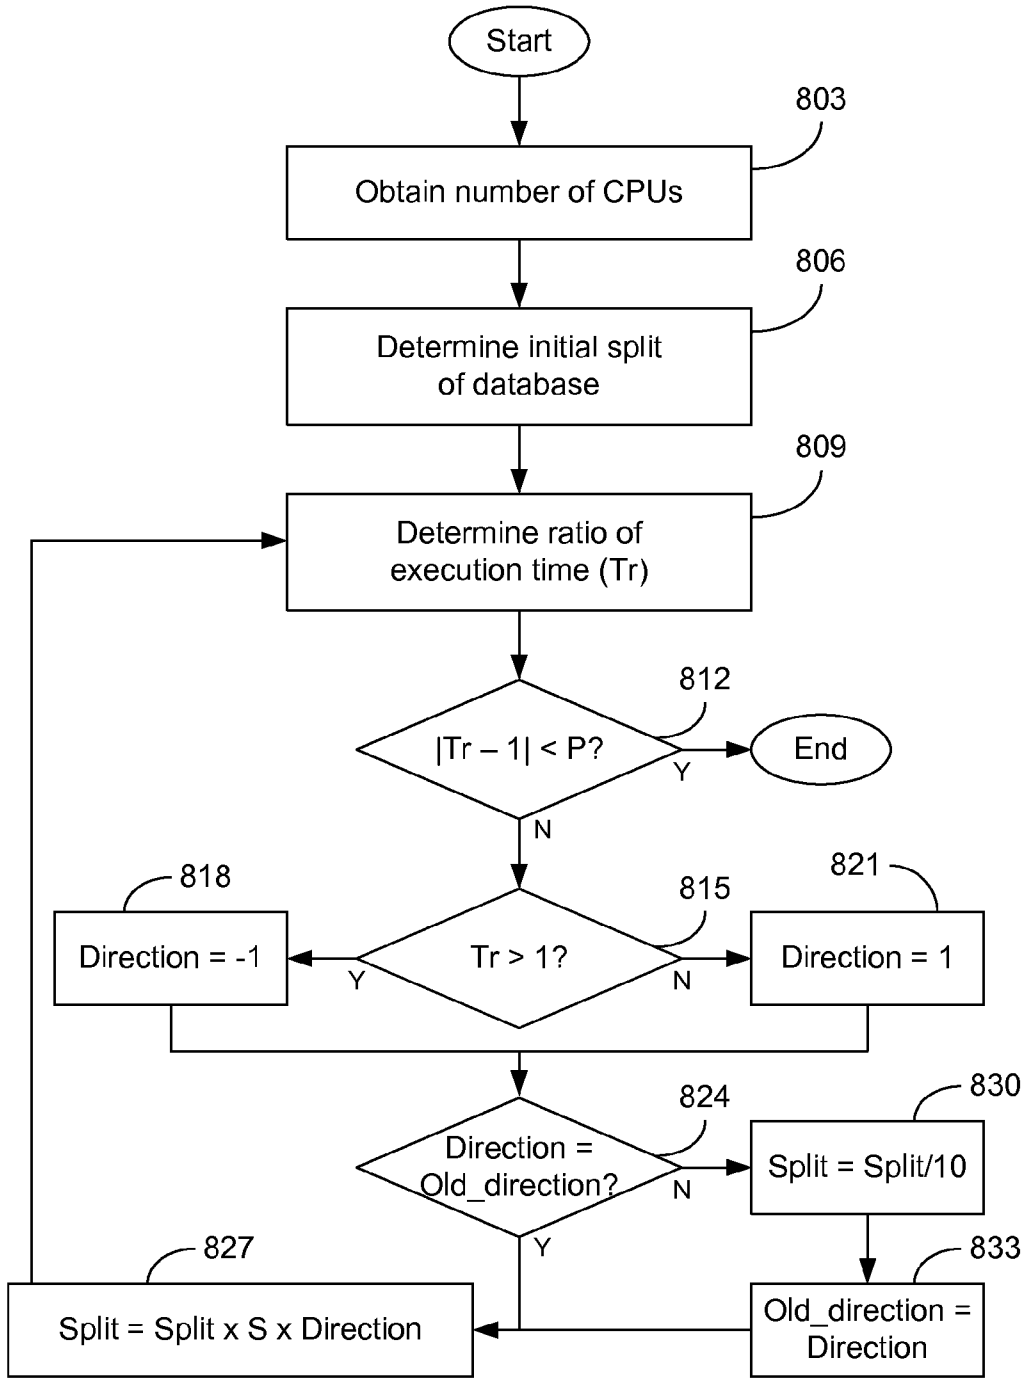 Start
803
Obtain number of CPUs
806
Determine initial split
of database
809
Determine ratio of
execution time (Tr)
812
|Tr – 1| < P?
Y
End
N
818
815
821
Direction = -1
Y
Tr > 1?
N
Direction = 1
824
830
Direction =
Old_direction?
N
Split = Split/10
Y
827
833
Split = Split x S x Direction
Old_direction =
Direction